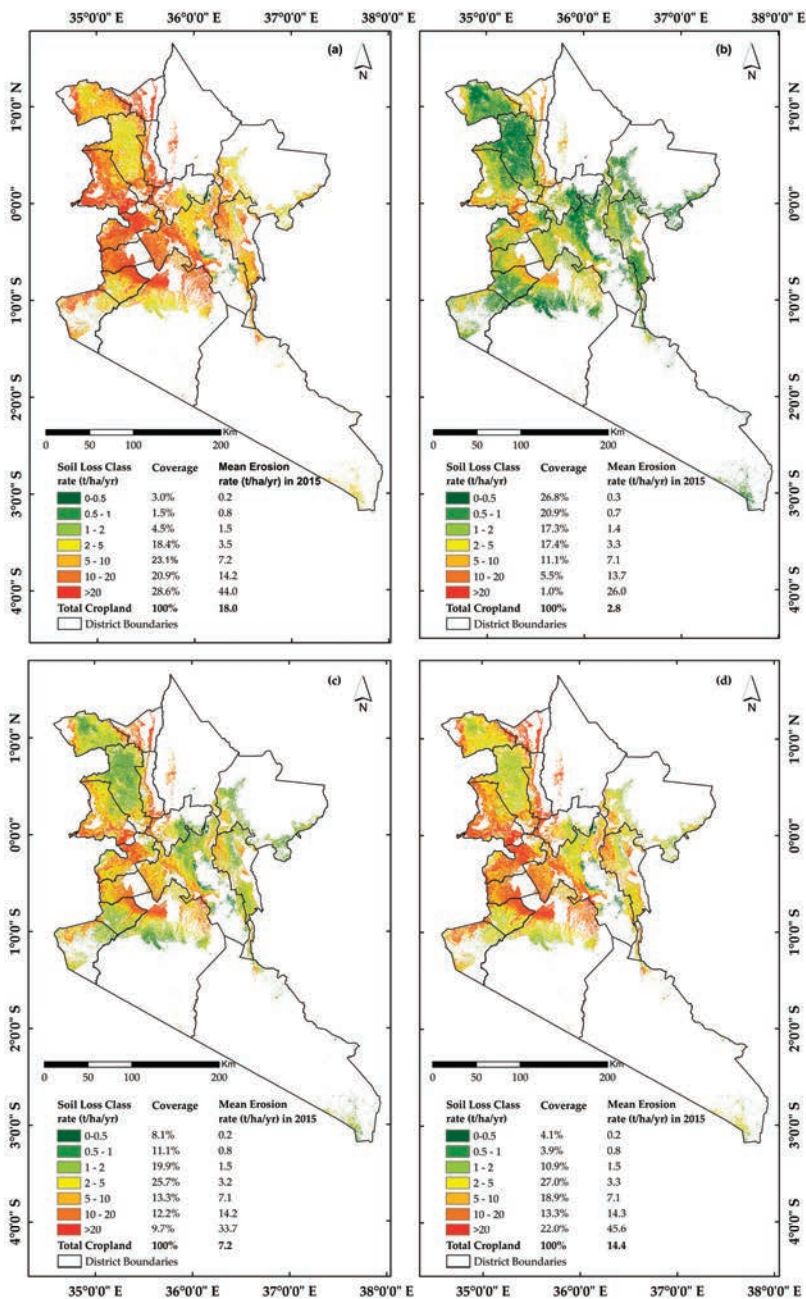 35°0'0" E 36°0'0" E 37°0'0" E 38°0'0" E
(a)
N
1°0'0" N
0°0'0"
1°0'0" S
2°0'0" S
3°0'0" S
4°0'0" S
Km
0 50 100 200
Soil Loss Class Coverage Mean Erosion
rate (t/ha/yr) rate (t/ha/yr) in 2015
0-0.5 3.0% 0.2
0.5 - 1 1.5% 0.8
1 - 2 4.5% 1.5
2 - 5 18.4% 3.5
5 - 10 23.1% 7.2
10 - 20 20.9% 14.2
>20 28.6% 44.0
Total Cropland 100% 18.0
District Boundaries
35°0'0" E 36°0'0" E 37°0'0" E 38°0'0" E
(b)
N
1°0'0" N
0°0'0"
1°0'0" S
2°0'0" S
3°0'0" S
4°0'0" S
Km
0 50 100 200
Soil Loss Class Coverage Mean Erosion
rate (t/ha/yr) rate (t/ha/yr) in 2015
0-0.5 26.8% 0.3
0.5 - 1 20.9% 0.7
1 - 2 17.3% 1.4
2 - 5 17.4% 3.3
5 - 10 11.1% 7.1
10 - 20 5.5% 13.7
>20 1.0% 26.0
Total Cropland 100% 2.8
District Boundaries
(c)
N
1°0'0" N
0°0'0"
1°0'0" S
2°0'0" S
3°0'0" S
4°0'0" S
Km
0 50 100 200
Soil Loss Class Coverage Mean Erosion
rate (t/ha/yr) rate (t/ha/yr) in 2015
0-0.5 8.1% 0.2
0.5 - 1 11.1% 0.8
1 - 2 19.9% 1.5
2 - 5 25.7% 3.2
5 - 10 13.3% 7.1
10 - 20 12.2% 14.2
>20 9.7% 33.7
Total Cropland 100% 7.2
District Boundaries
35°0'0" E 36°0'0" E 37°0'0" E 38°0'0" E
(d)
N
1°0'0" N
0°0'0"
1°0'0" S
2°0'0" S
3°0'0" S
4°0'0" S
Km
0 50 100 200
Soil Loss Class Coverage Mean Erosion
rate (t/ha/yr) rate (t/ha/yr) in 2015
0-0.5 4.1% 0.2
0.5 - 1 3.9% 0.8
1 - 2 10.9% 1.5
2 - 5 27.0% 3.3
5 - 10 18.9% 7.1
10 - 20 13.3% 14.3
>20 22.0% 45.6
Total Cropland 100% 14.4
District Boundaries
35°0'0" E 36°0'0" E 37°0'0" E 38°0'0" E